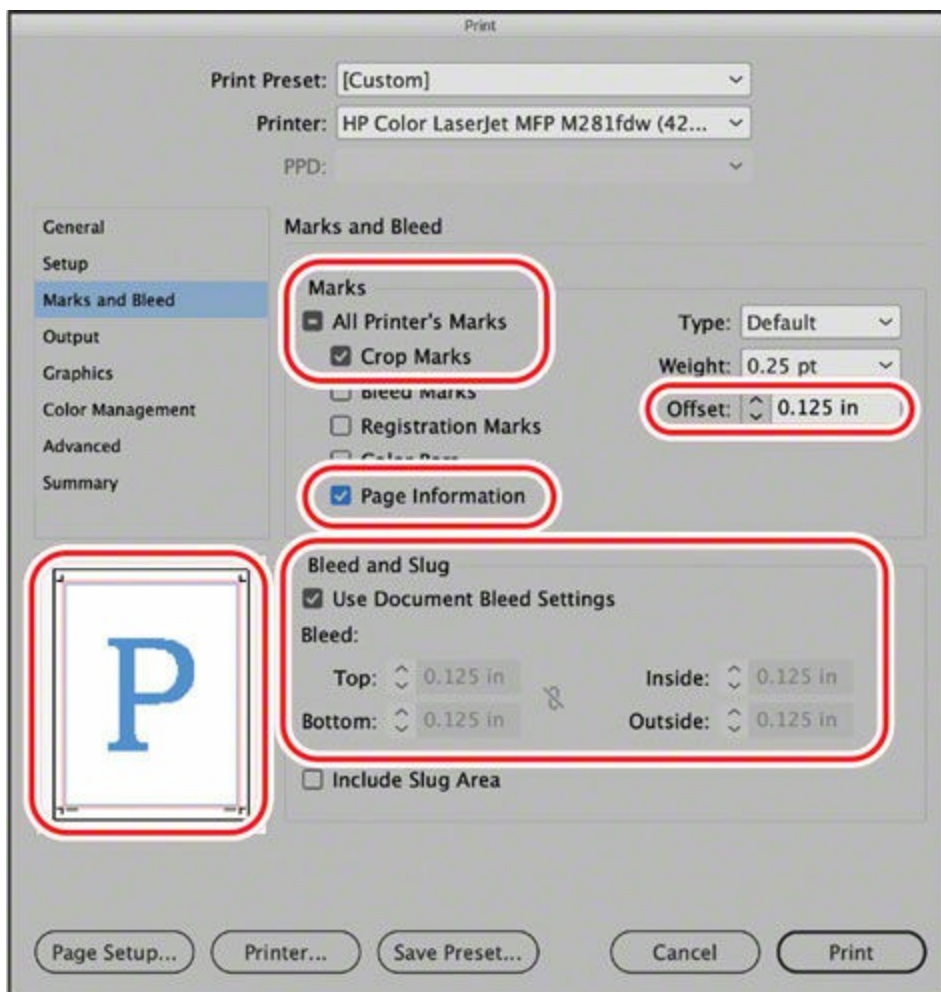 Print
Print Preset: [Custom]
Printer: HP Color LaserJet MFP M281fdw (42...
PPD:
General
Setup
Marks and Bleed
Output
Graphics
Color Management
Advanced
Summary
Marks and Bleed
Marks
All Printer's Marks
Crop Marks
Bleed Marks
Registration Marks
Color Bars
Page Information
Type: Default
Weight: 0.25 pt
Offset: 0.125 in
P
Bleed and Slug
Use Document Bleed Settings
Bleed:
Top: 0.125 in
Bottom: 0.125 in
Inside: 0.125 in
Outside: 0.125 in
Include Slug Area
Page Setup... Printer... Save Preset... Cancel Print